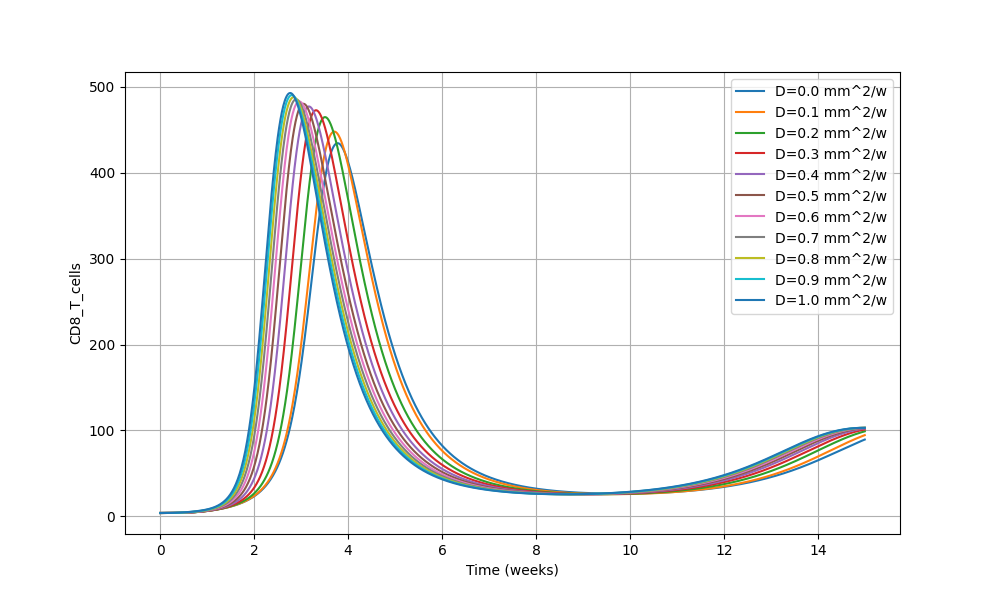 500
400
300
200
100
0
CD8_T_cells
0 2 4 6 8 10 12 14
Time (weeks)
D=0.0 mm^2/w
D=0.1 mm^2/w
D=0.2 mm^2/w
D=0.3 mm^2/w
D=0.4 mm^2/w
D=0.5 mm^2/w
D=0.6 mm^2/w
D=0.7 mm^2/w
D=0.8 mm^2/w
D=0.9 mm^2/w
D=1.0 mm^2/w